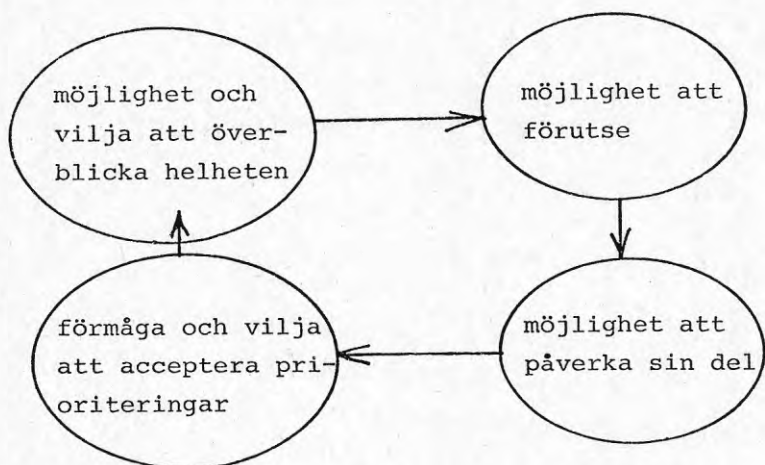 möjlighet och
vilja att över-
blicka helheten
möjlighet att
förutse
möjlighet att
påverka sin del
förmåga och vilja
att acceptera pri-
oriteringar